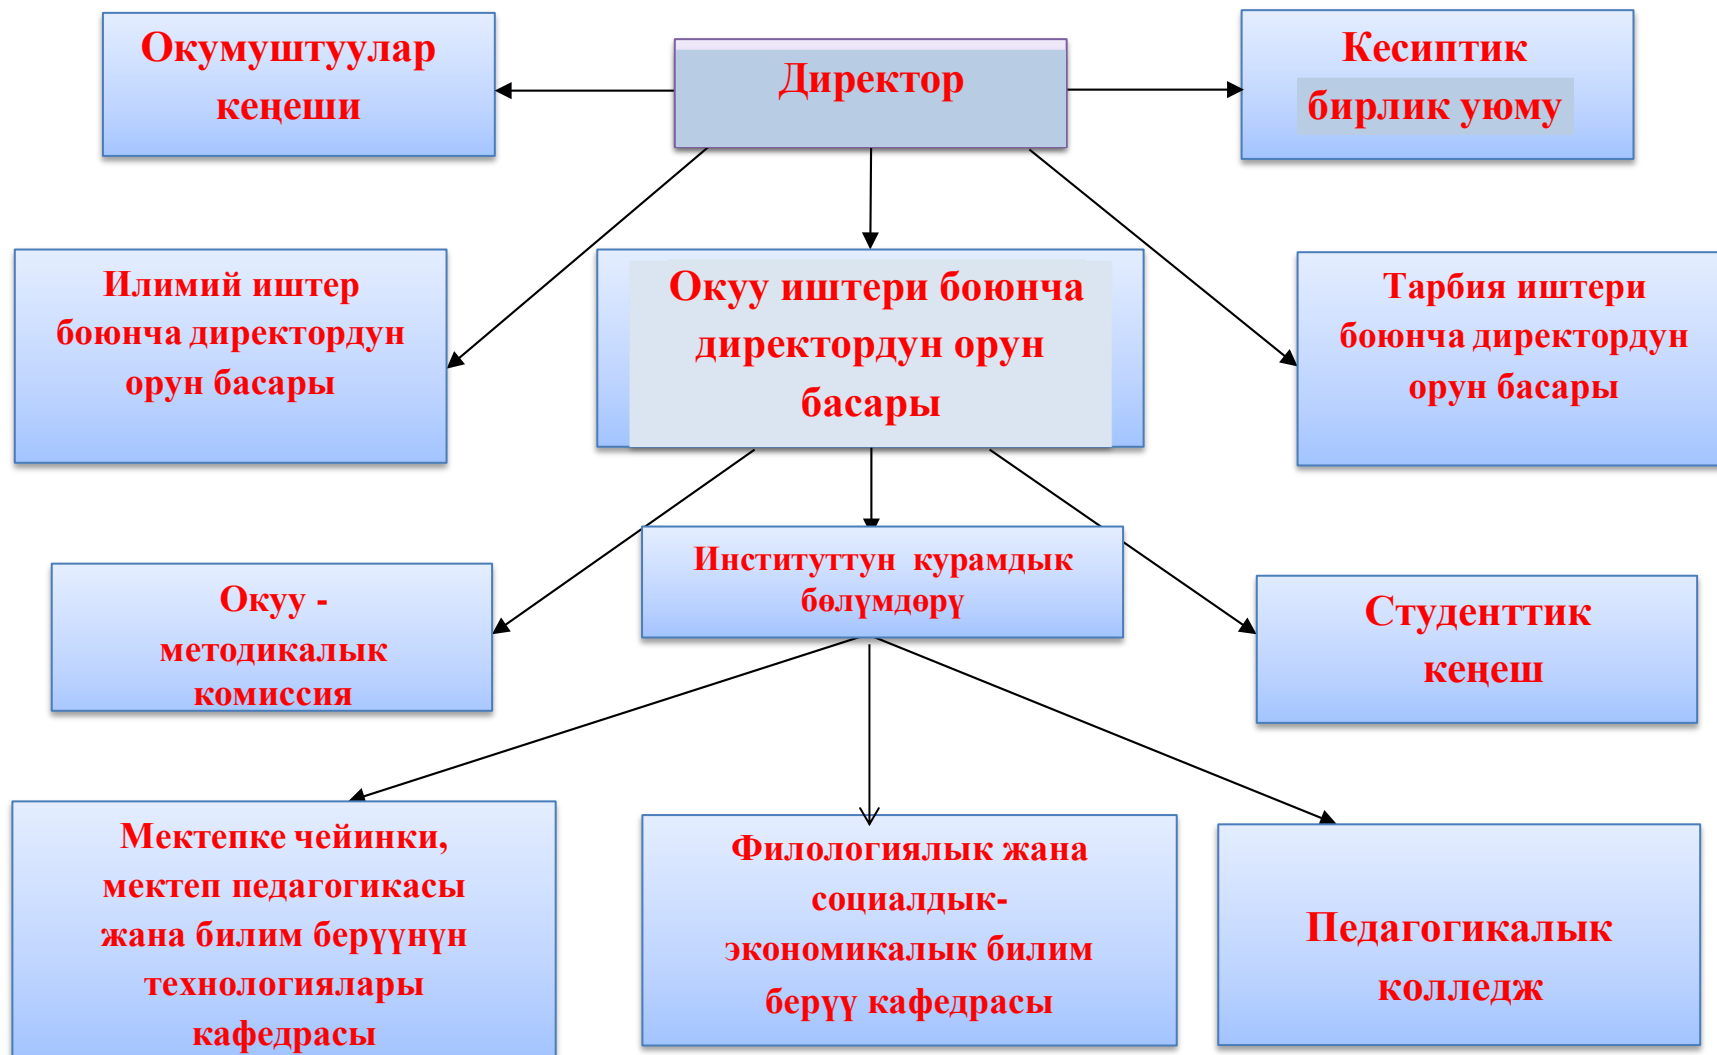 Окумуштуулар
кеңеши
Директор
Кесиптик
бирлик уюму
Илимий иштер
боюнча директордун
орун басары
Окуу иштери боюнча
директордун орун
басары
Тарбия иштери
боюнча директордун
орун басары
Окуу -
методикалык
комиссия
Институттун курамдык
бөлүмдөрү
Студенттик
кеңеш
Мектепке чейинки,
мектеп педагогикасы
жана билим берүүнүн
технологиялары
кафедрасы
Филологиялык жана
социалдык-
экономикалык билим
берүү кафедрасы
Педагогикалык
колледж